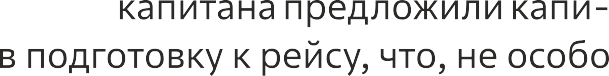 капитана предложили капи-
в подготовку к рейсу, что, не особо